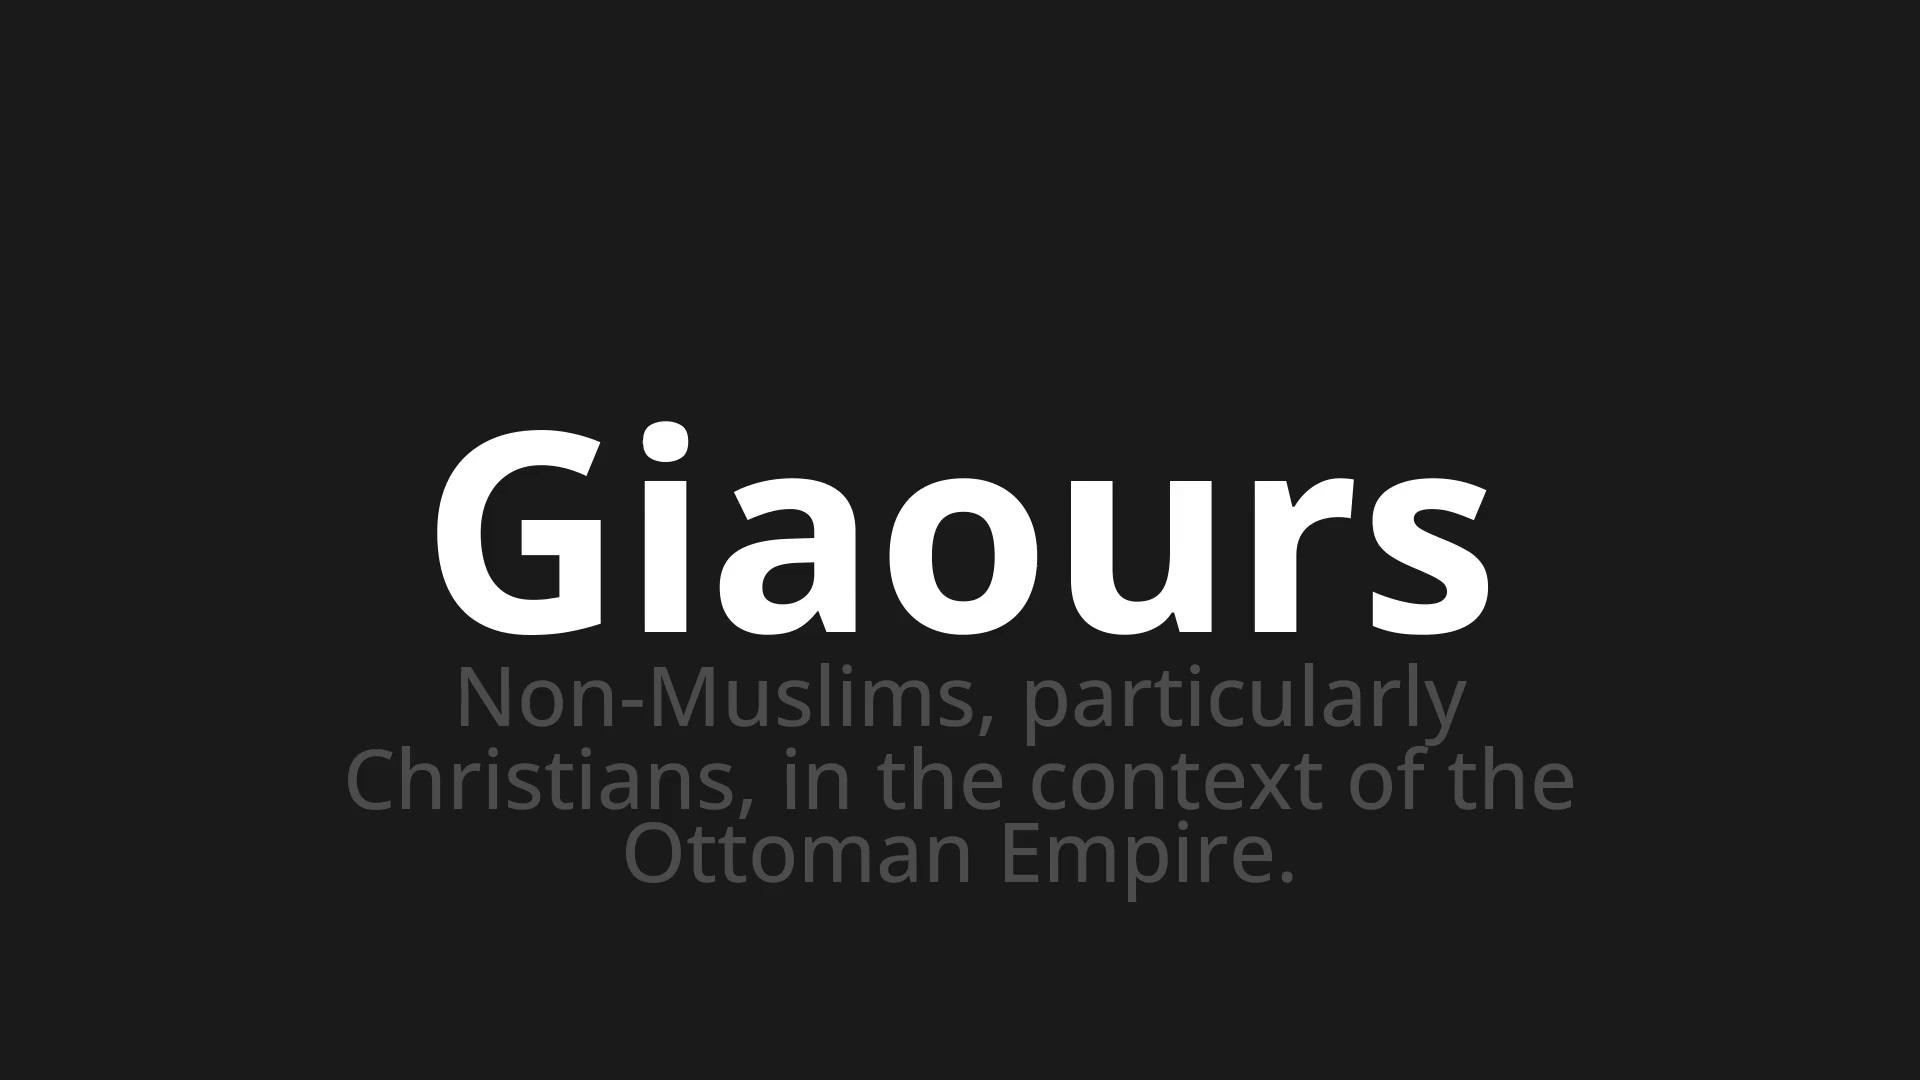 Giaours
Non-Muslims, particularly
Christians, in the context of the
Ottoman Empire.